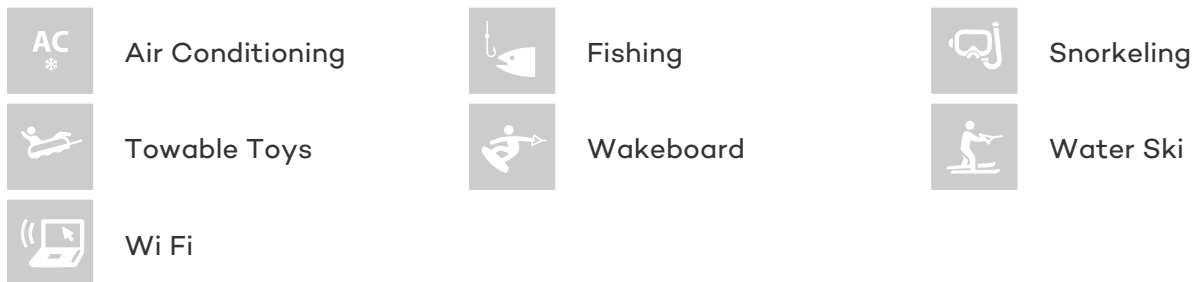 AC
Air Conditioning
Fishing
Snorkeling
Towable Toys
Wakeboard
Water Ski
Wi Fi